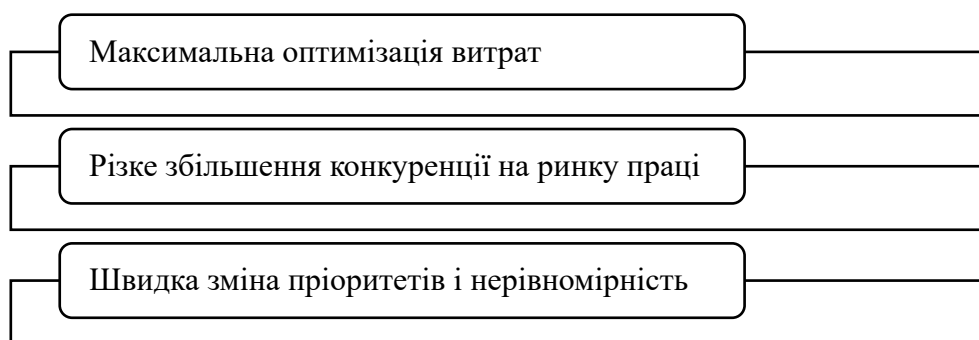 Максимальна оптимізація витрат
Різке збільшення конкуренції на ринку праці
Швидка зміна пріоритетів і нерівномірність